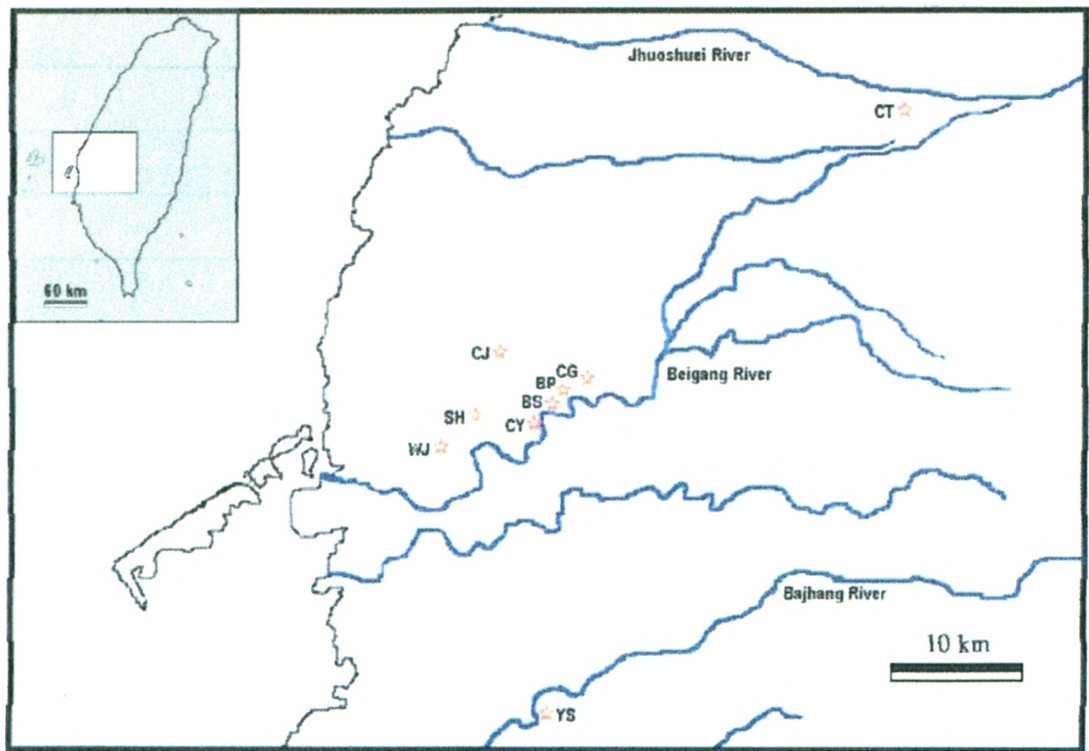 Jhuoshuei River
CT
60 km
CJ
CG
BP
Beigang River
BS
SH
CY
WJ
Bajhang River
10 km
YS